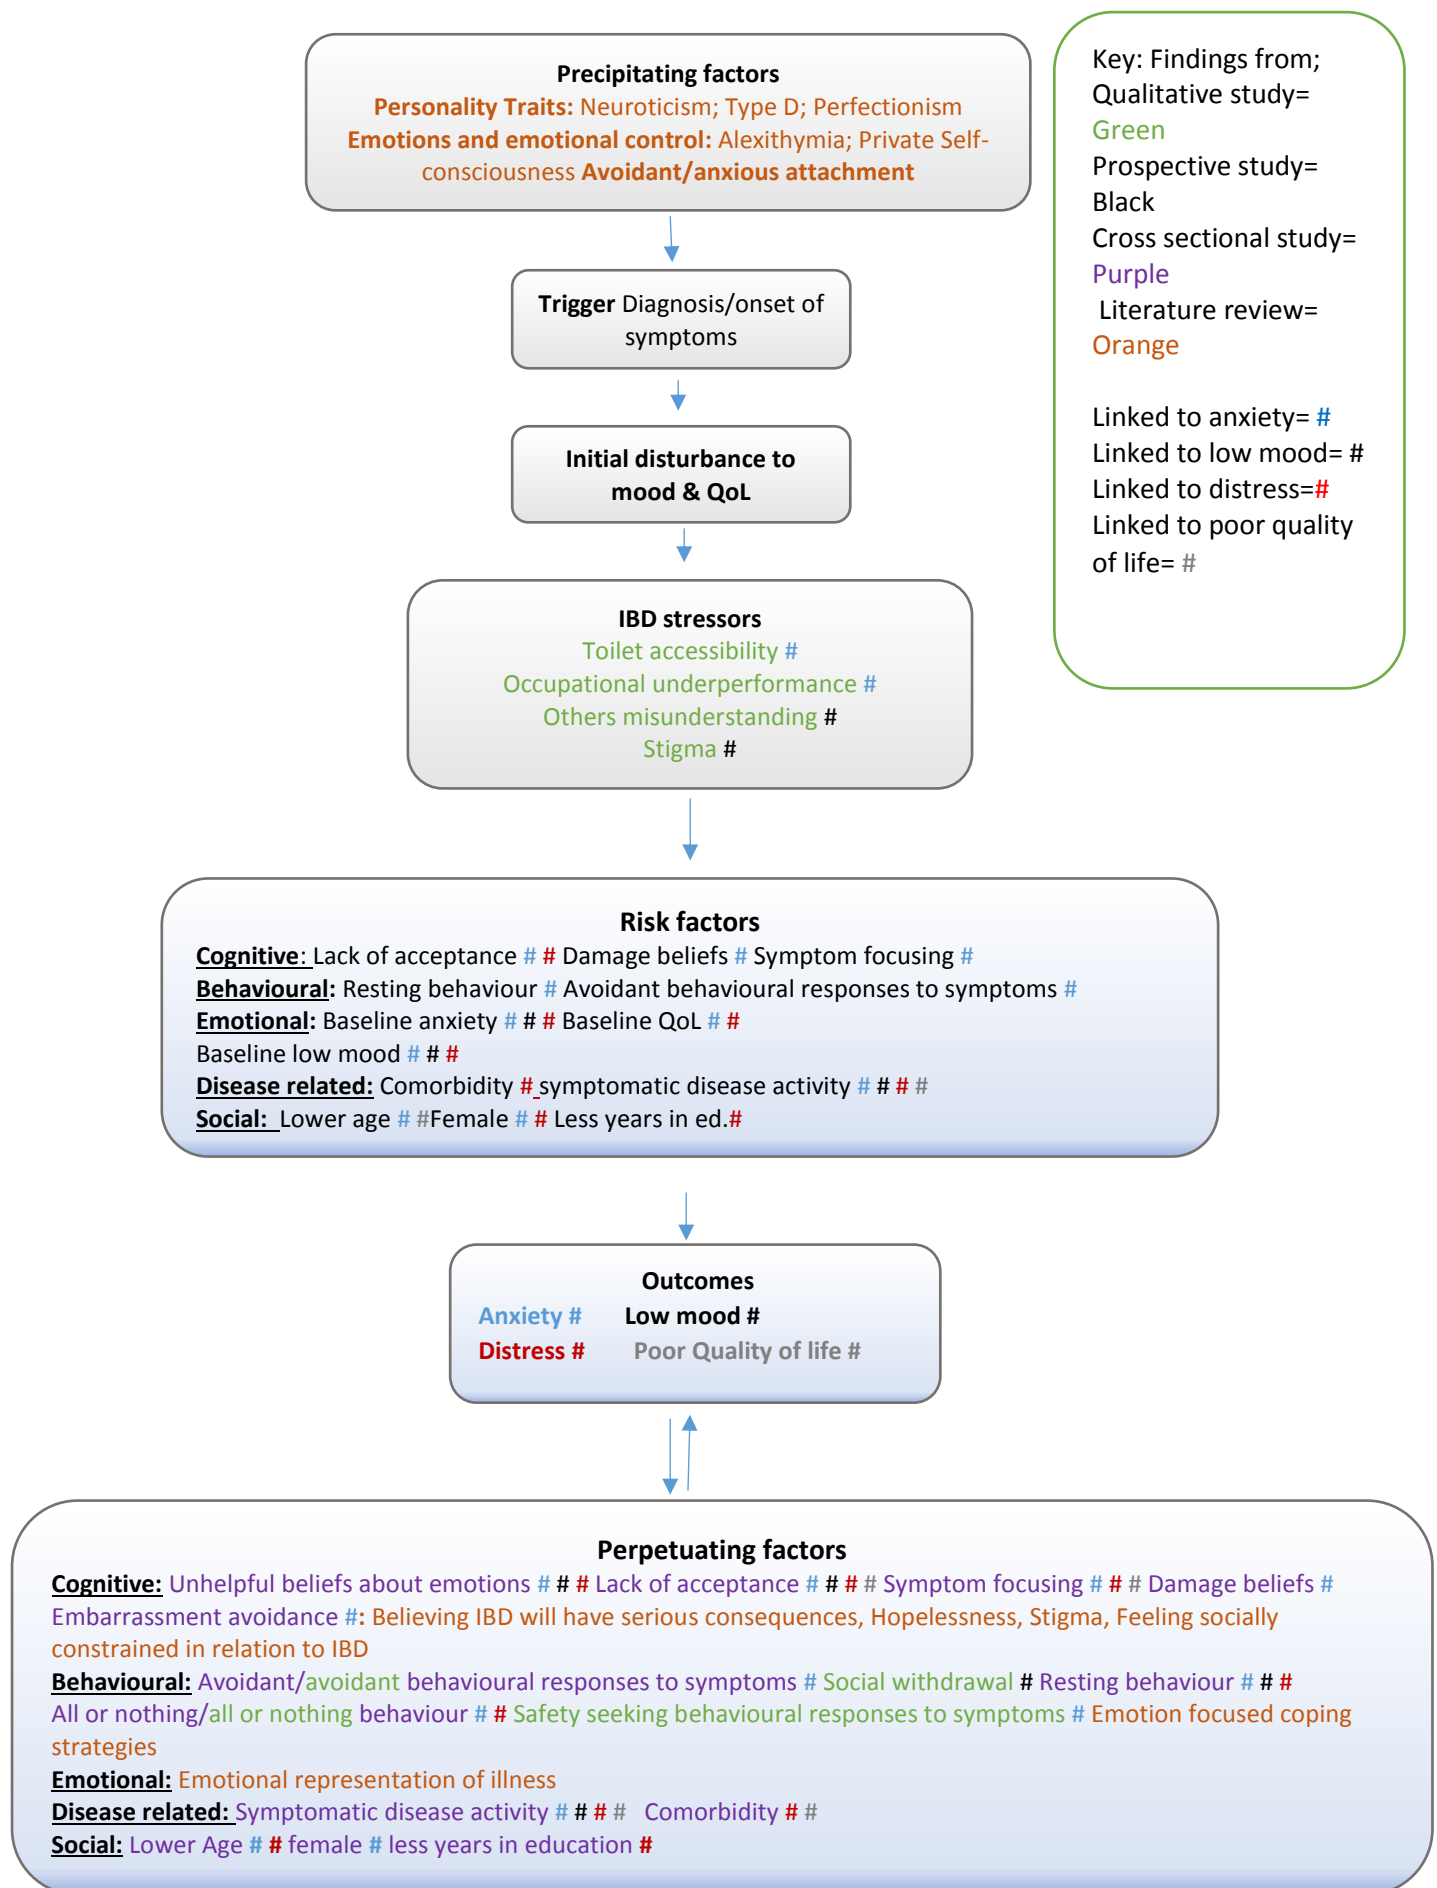 Precipitating factors
Personality Traits: Neuroticism; Type D; Perfectionism
Emotions and emotional control: Alexithymia; Private Self-
consciousness Avoidant/anxious attachment
Key: Findings from;
Qualitative study=
Green
Prospective study=
Black
Cross sectional study=
Purple
Literature review=
Orange
Linked to anxiety= #
Linked to low mood= #
Linked to distress=#
Linked to poor quality
of life= #
Trigger Diagnosis/onset of
symptoms
Initial disturbance to
mood & QoL
IBD stressors
Toilet accessibility #
Occupational underperformance #
Others misunderstanding #
Stigma #
Risk factors
Cognitive: Lack of acceptance # # Damage beliefs # Symptom focusing #
Behavioural: Resting behaviour # Avoidant behavioural responses to symptoms #
Emotional: Baseline anxiety # # # Baseline QoL # #
Baseline low mood # # #
Disease related: Comorbidity # symptomatic disease activity # # # #
Social: Lower age # #Female # # Less years in ed.#
Outcomes
Anxiety # Low mood #
Distress # Poor Quality of life #
Perpetuating factors
Cognitive: Unhelpful beliefs about emotions # # # Lack of acceptance # # # # Symptom focusing # # # Damage beliefs #
Embarrassment avoidance #: Believing IBD will have serious consequences, Hopelessness, Stigma, Feeling socially
constrained in relation to IBD
Behavioural: Avoidant/avoidant behavioural responses to symptoms # Social withdrawal # Resting behaviour # # #
All or nothing/all or nothing behaviour # # Safety seeking behavioural responses to symptoms # Emotion focused coping
strategies
Emotional: Emotional representation of illness
Disease related: Symptomatic disease activity # # # # Comorbidity # #
Social: Lower Age # # female # less years in education #